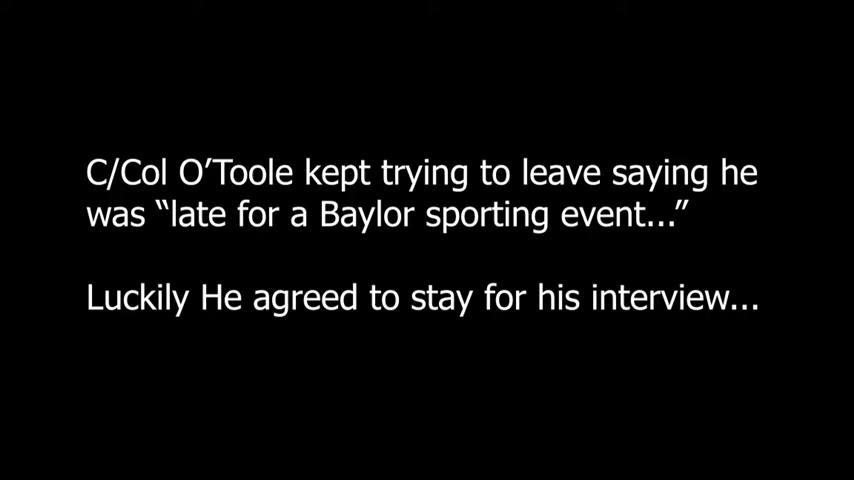 C/Col O’Toole kept trying to leave saying he
was “late for a Baylor sporting event...”
Luckily He agreed to stay for his interview...